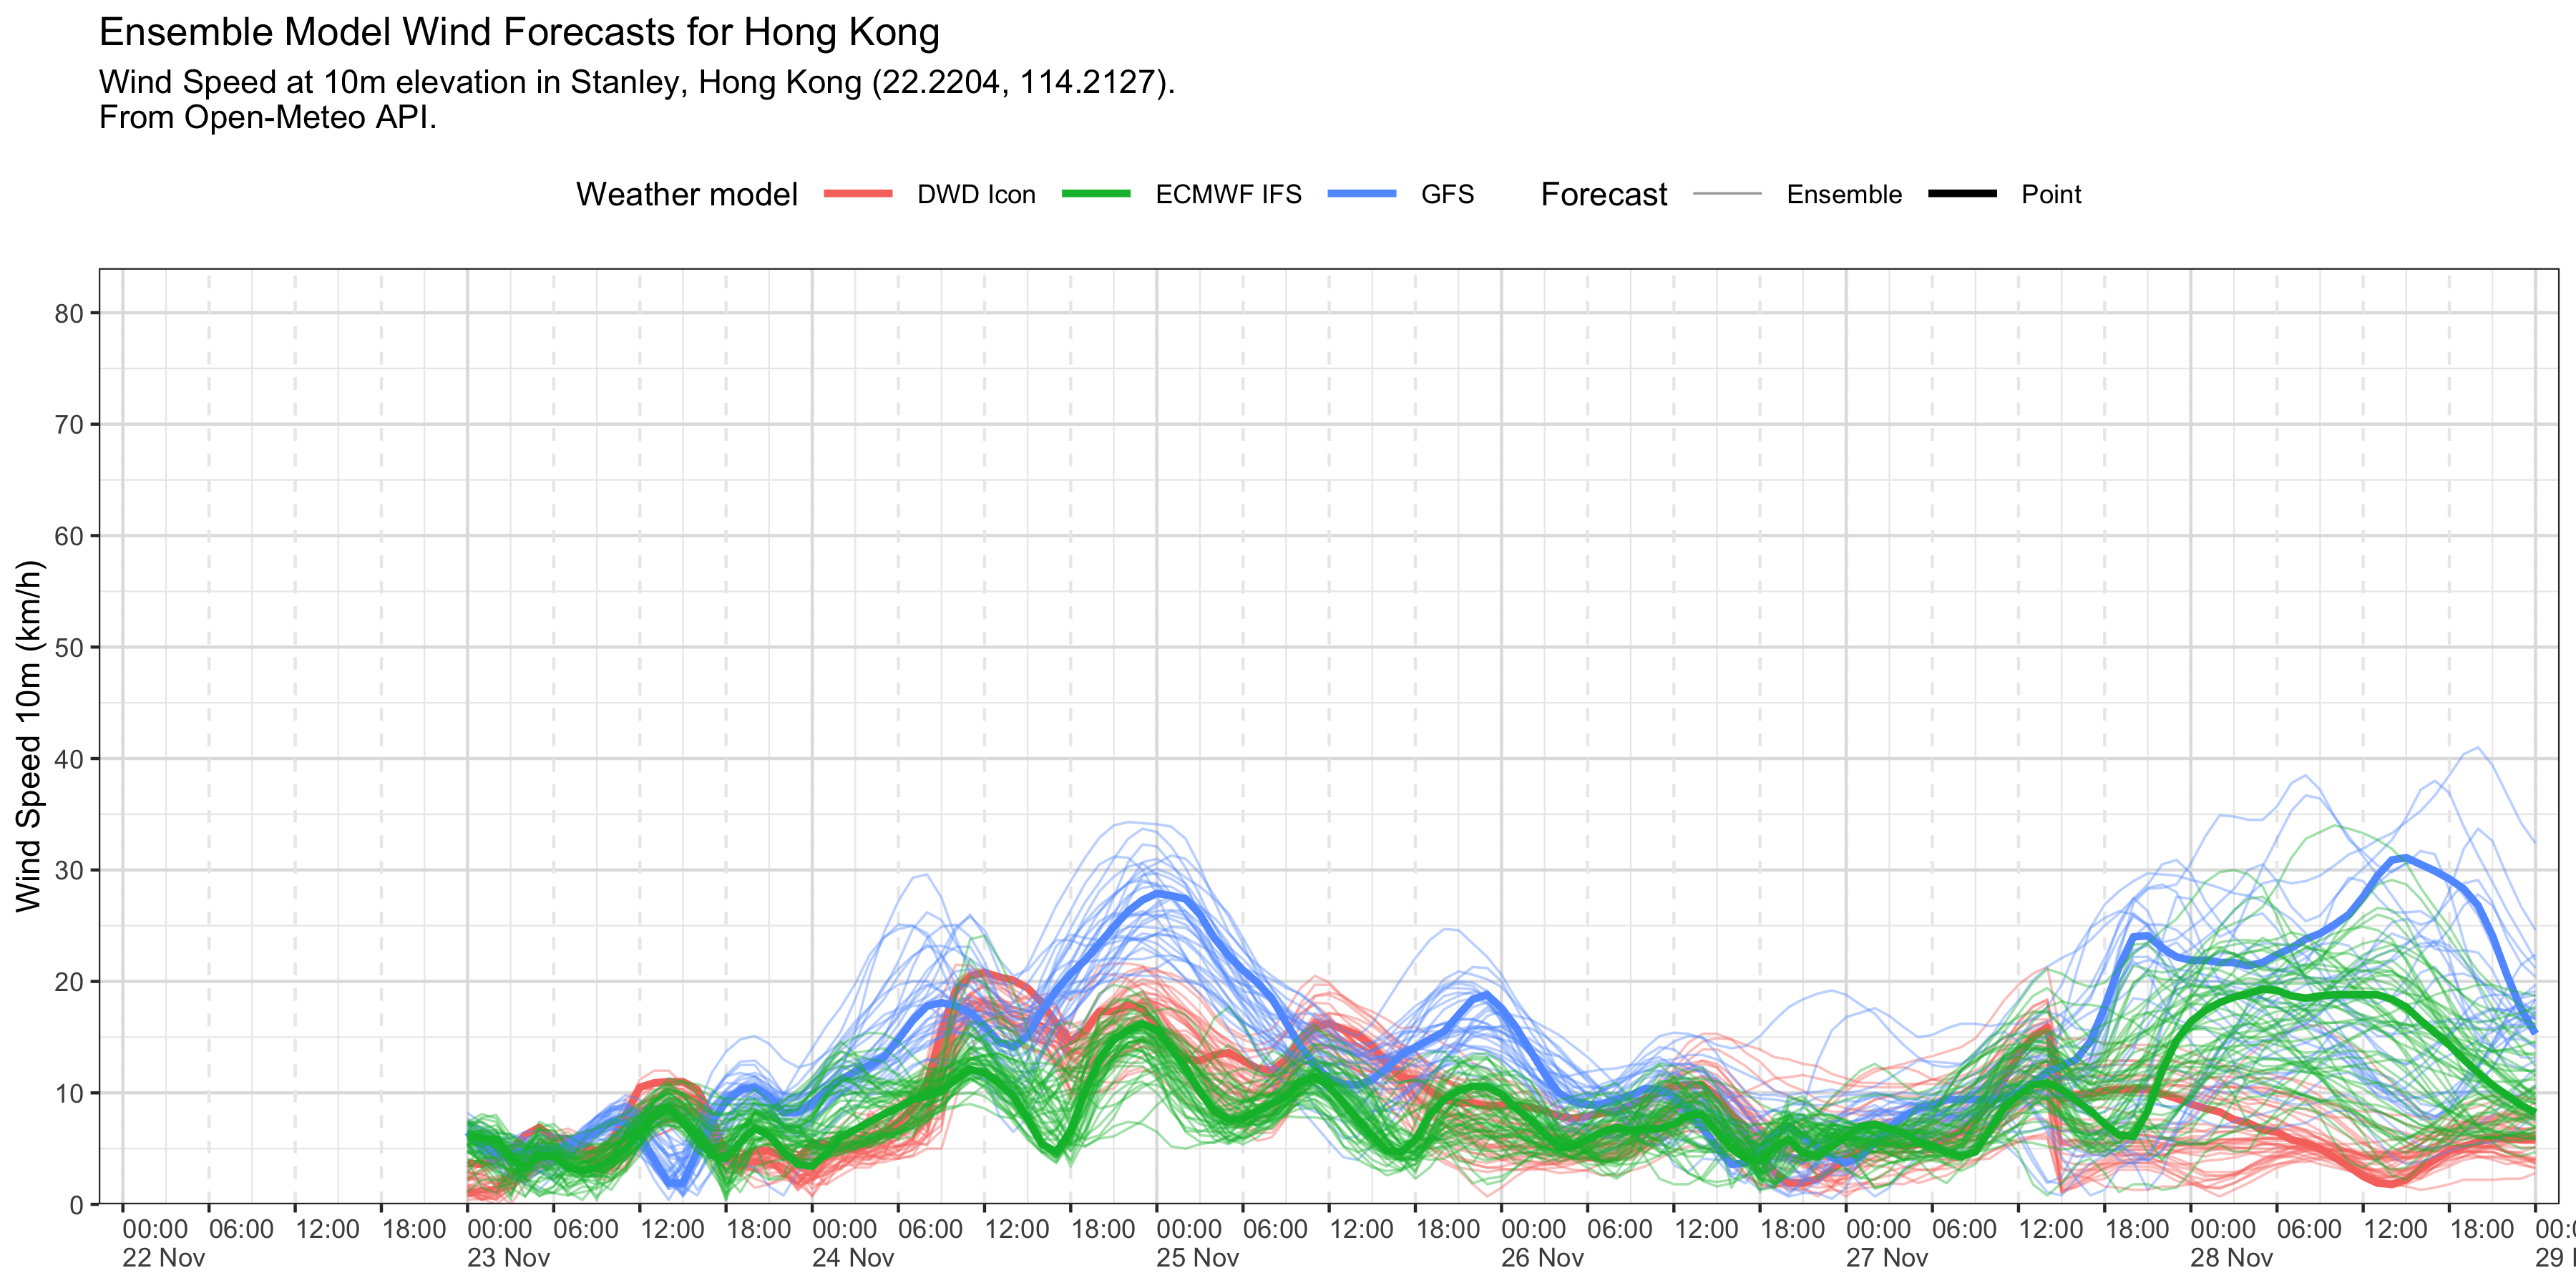 Ensemble Model Wind Forecasts for Hong Kong
Wind Speed at 10m elevation in Stanley, Hong Kong (22.2204, 114.2127).
From Open-Meteo API.
Weather model DWD Icon ECMWF IFS GFS Forecast Ensemble Point
Wind Speed 10m (km/h)
80
70
60
50
40
30
20
10
0
00:00 06:00 12:00 18:00 00:00 06:00 12:00 18:00 00:00 06:00 12:00 18:00 00:00 06:00 12:00 18:00 00:00 06:00 12:00 18:00 00:00 06:00 12:00 18:00 00:00 06:00 12:00 18:00 00:0
22 Nov 23 Nov 24 Nov 25 Nov 26 Nov 27 Nov 28 Nov 29